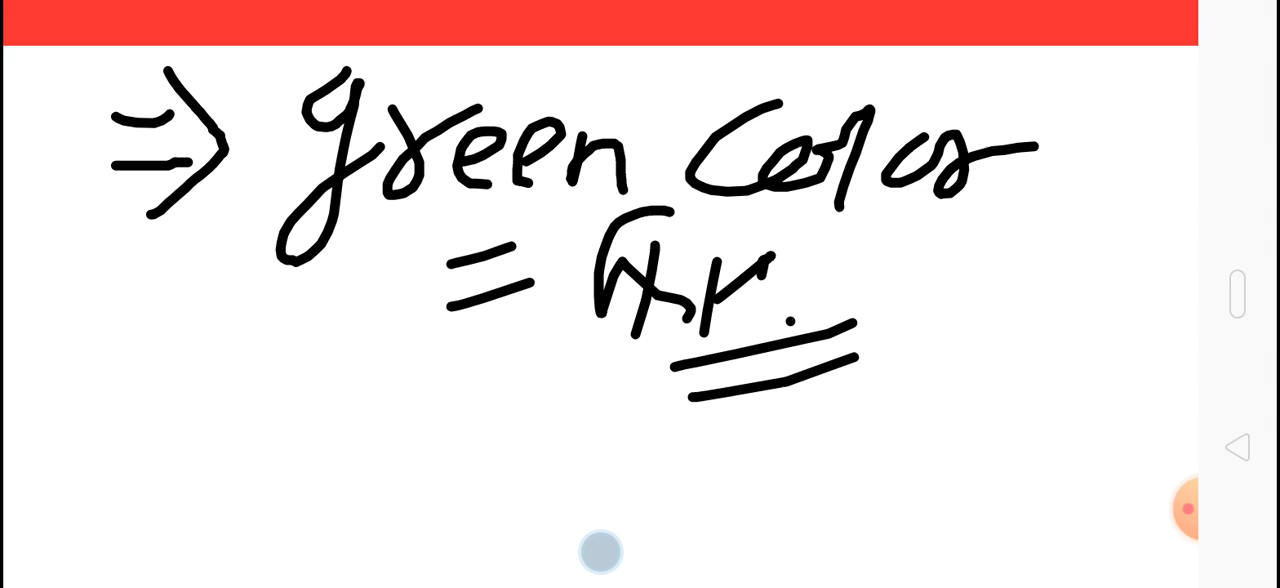 ⇒ green color
=